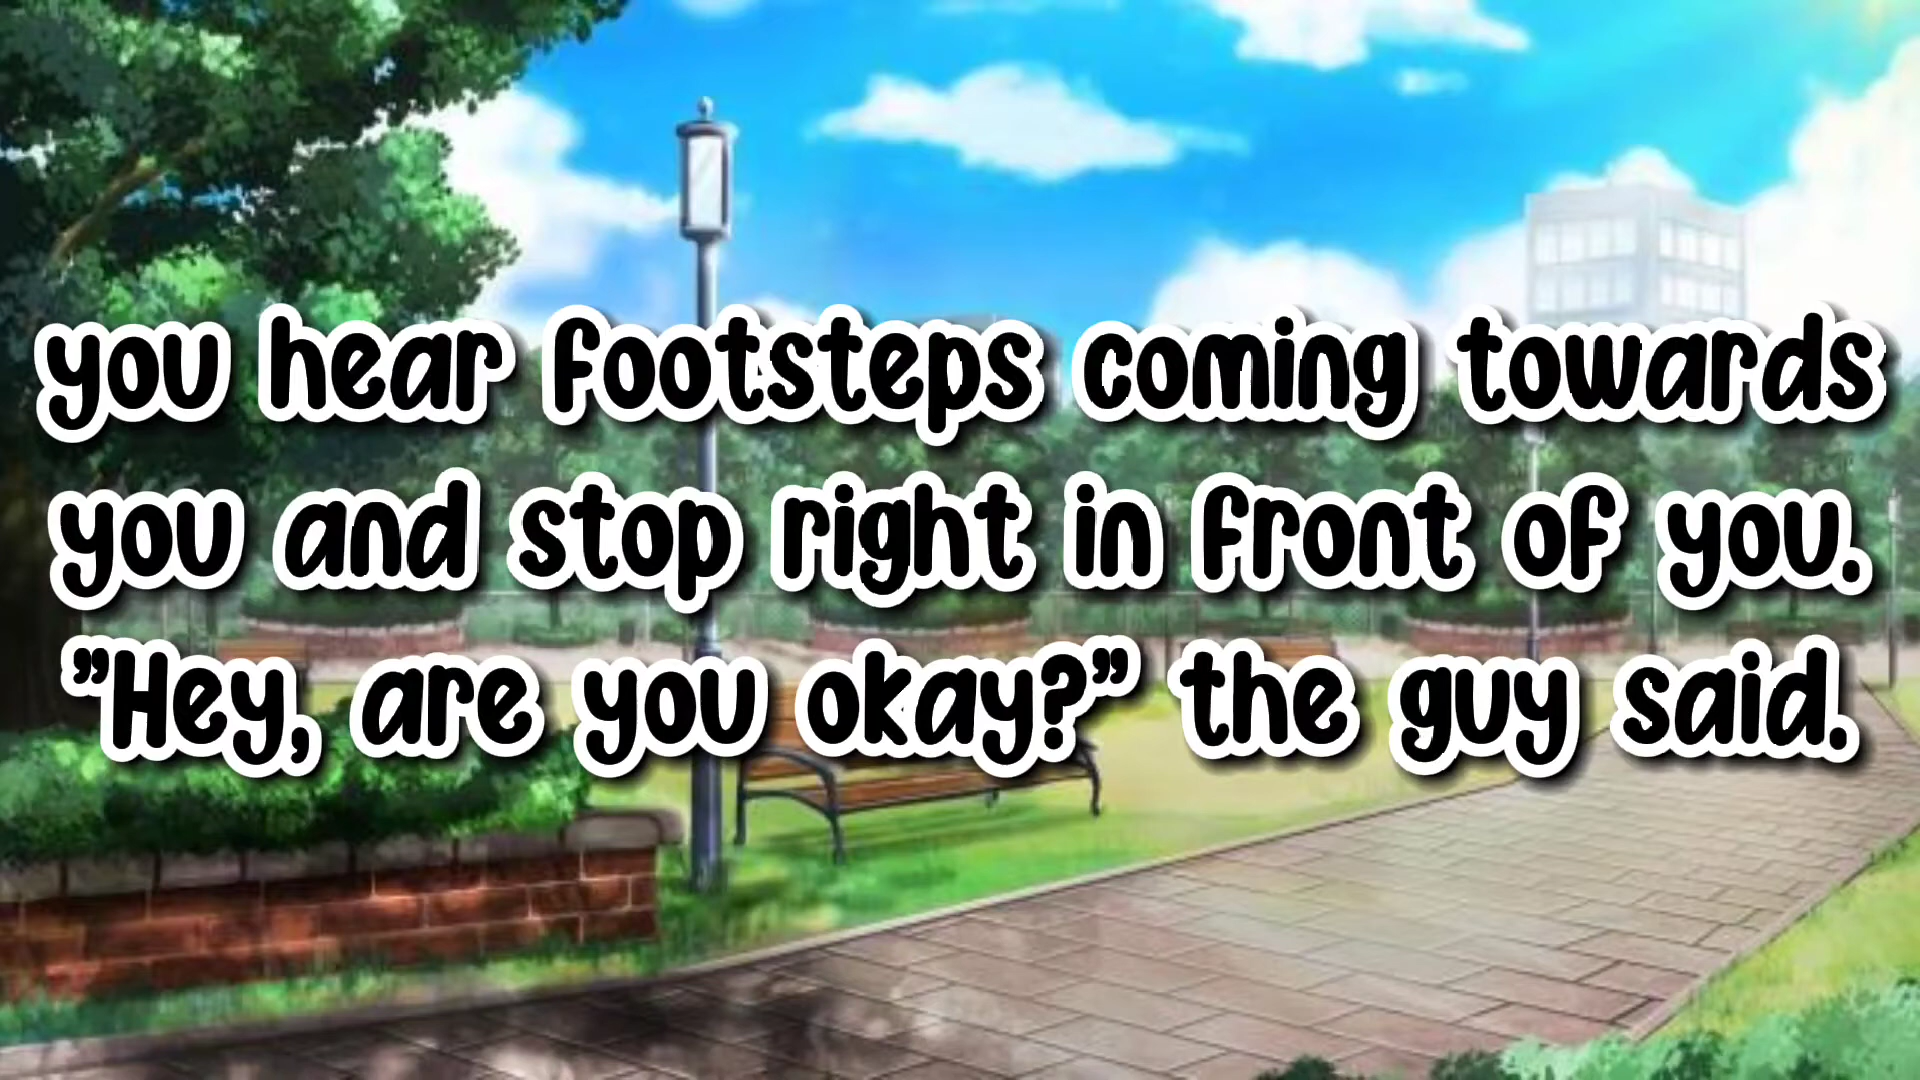 you hear footsteps coming towards
you and stop right in front of you.
”Hey, are you okay?” the guy said.